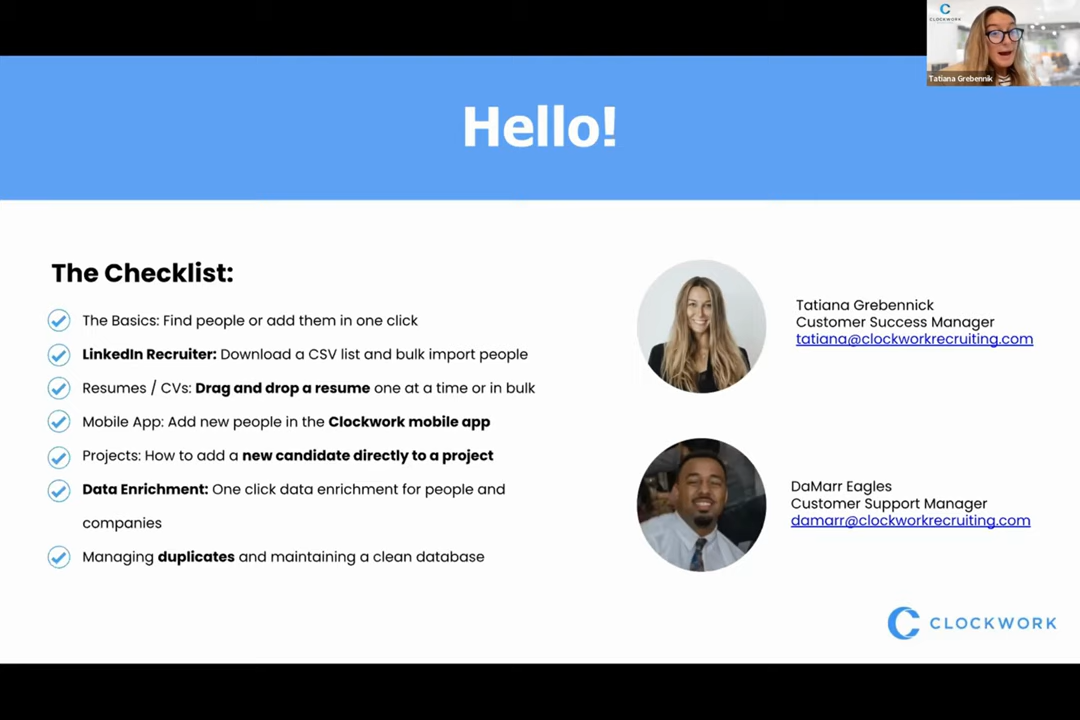 CLOCKWORK
Tatiana Grebennik
Hello!
The Checklist:
The Basics: Find people or add them in one click
LinkedIn Recruiter: Download a CSV list and bulk import people
Resumes / CVs: Drag and drop a resume one at a time or in bulk
Mobile App: Add new people in the Clockwork mobile app
Projects: How to add a new candidate directly to a project
Data Enrichment: One click data enrichment for people and
companies
Managing duplicates and maintaining a clean database
Tatiana Grebennick
Customer Success Manager
tatiana@clockworkrecruiting.com
DaMarr Eagles
Customer Support Manager
damarr@clockworkrecruiting.com
CLOCKWORK